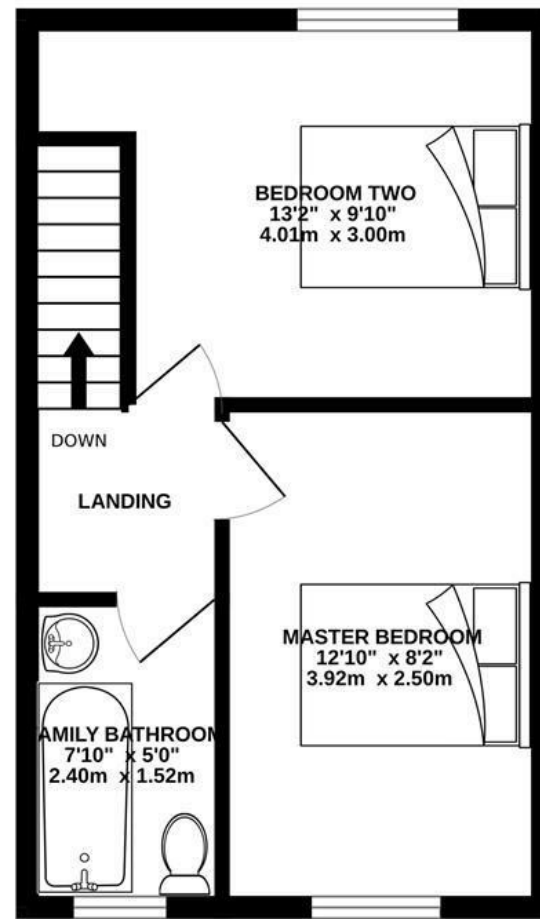 BEDROOM TWO
13'2" x 9'10"
4.01m x 3.00m
DOWN
LANDING
MASTER BEDROOM
12'10" x 8'2"
3.92m x 2.50m
AMILY BATHROOM
7'10" x 5'0"
2.40m x 1.52m